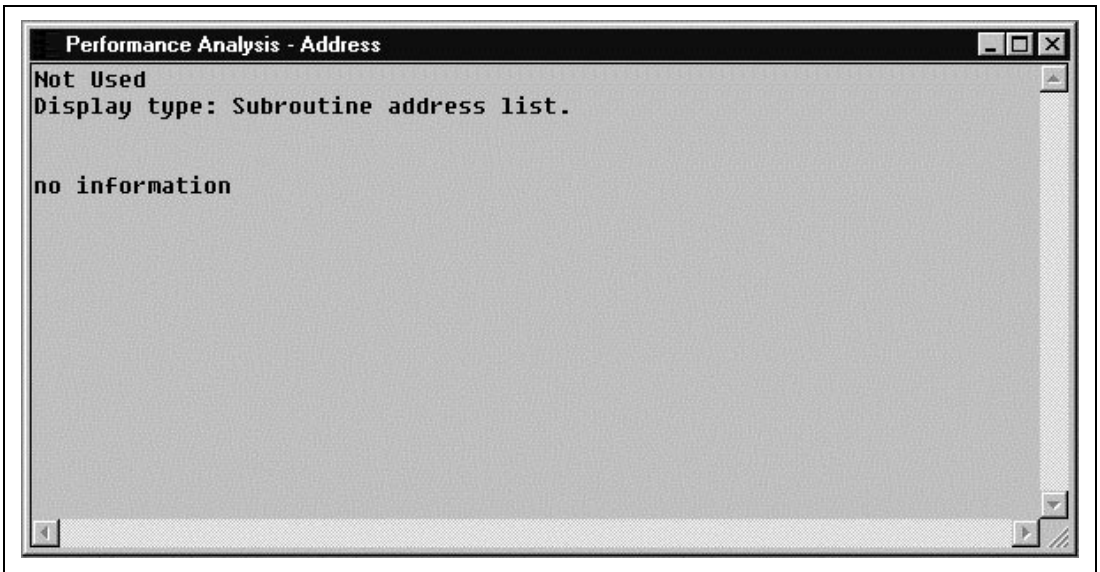 Performance Analysis - Address
Not Used
Display type: Subroutine address list.
no information